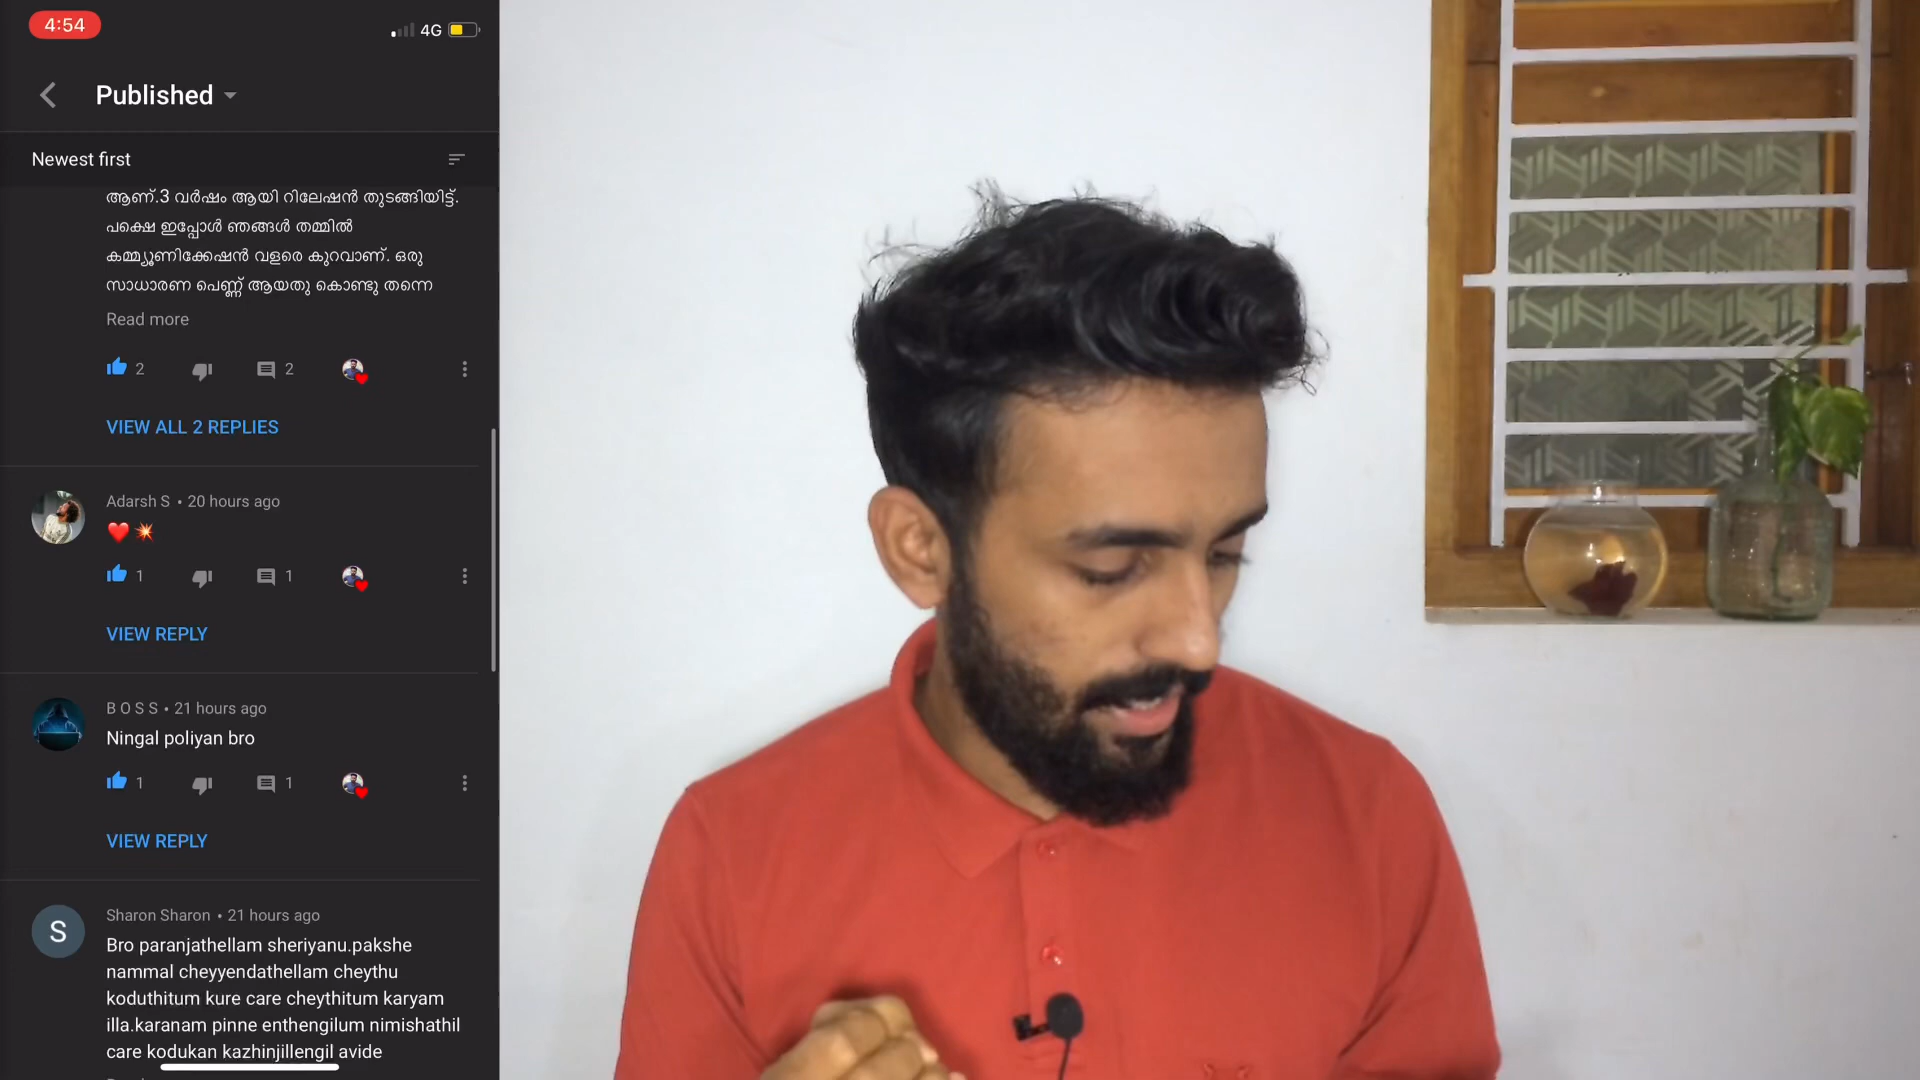 4:54
4G
Published
Newest first
ആണ്.3 വർഷം ആയി റിലേഷൻ തുടങ്ങിയിട്ട്.
പക്ഷെ ഇപ്പോൾ ഞങ്ങൾ തമ്മിൽ
കമ്മ്യൂണിക്കേഷൻ വളരെ കുറവാണ്. ഒരു
സാധാരണ പെണ്ണ് ആയതു കൊണ്ടു തന്നെ
Read more
2
2
VIEW ALL 2 REPLIES
Adarsh S • 20 hours ago
❤️💥
1
1
VIEW REPLY
B O S S • 21 hours ago
Ningal poliyan bro
1
1
VIEW REPLY
S
Sharon Sharon • 21 hours ago
Bro paranjathellam sheriyanu.pakshe
nammal cheyyendathellam cheythu
koduthitum kure care cheythitum karyam
illa.karanam pinne enthengilum nimishathil
care kodukan kazhinjillengil avide